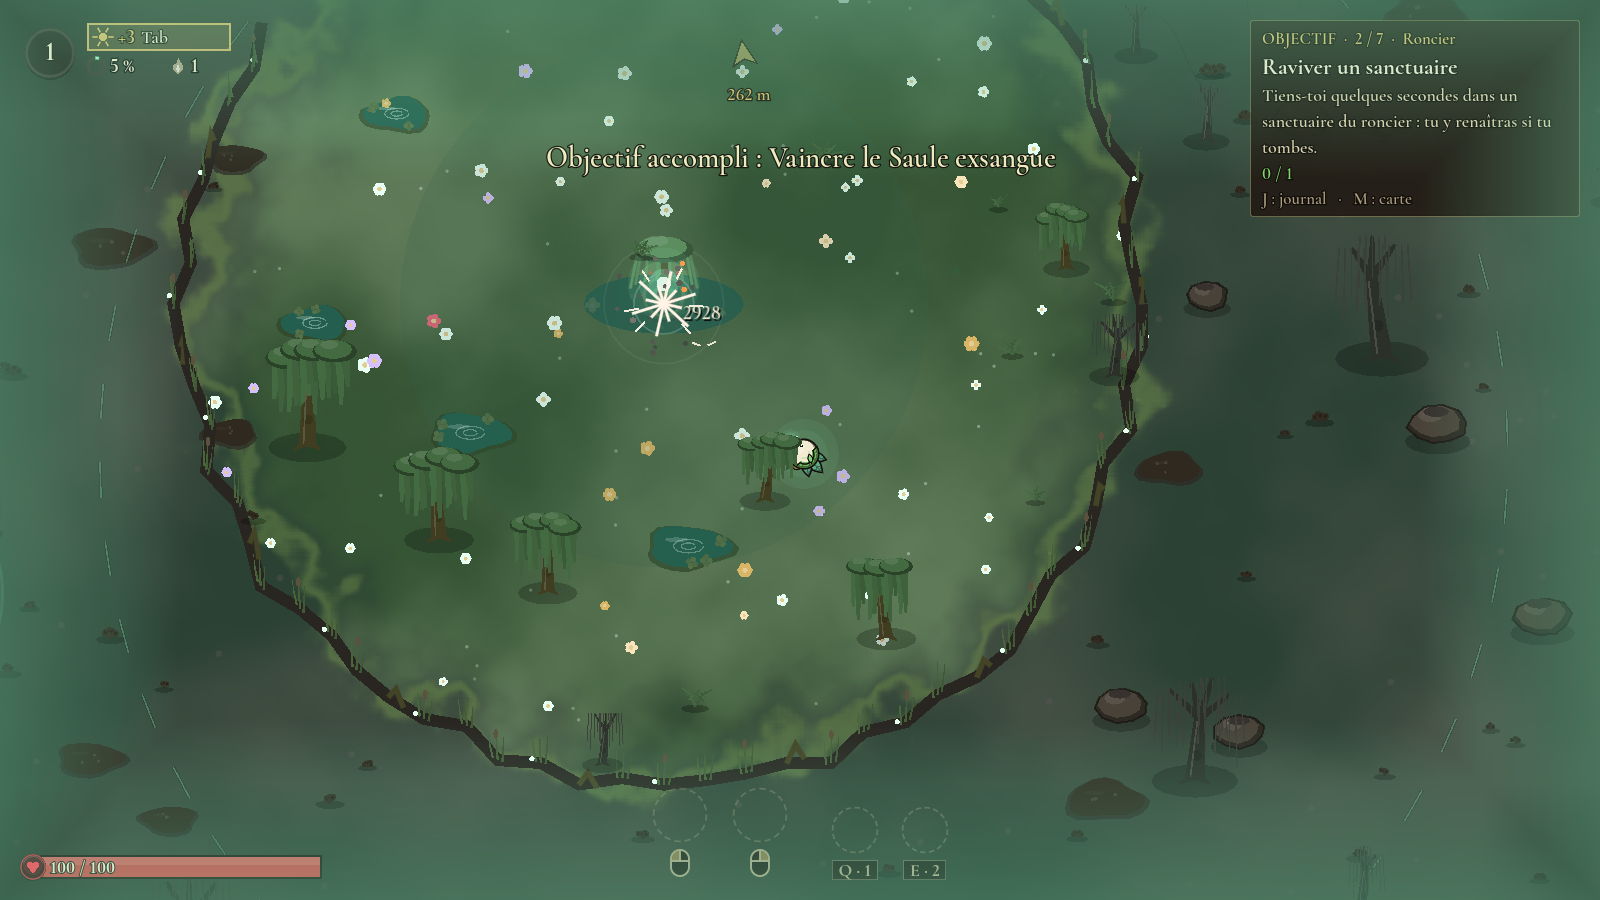 1
+3 Tab
5 %
1
262 m
OBJECTIF · 2 / 7 · Roncier
Raviver un sanctuaire
Tiens-toi quelques secondes dans un
sanctuaire du roncier : tu y renaîtras si tu
tombes.
0 / 1
J : journal · M : carte
Objectif accompli : Vaincre le Saule exsangue
2928
100 / 100
Q · 1
E · 2